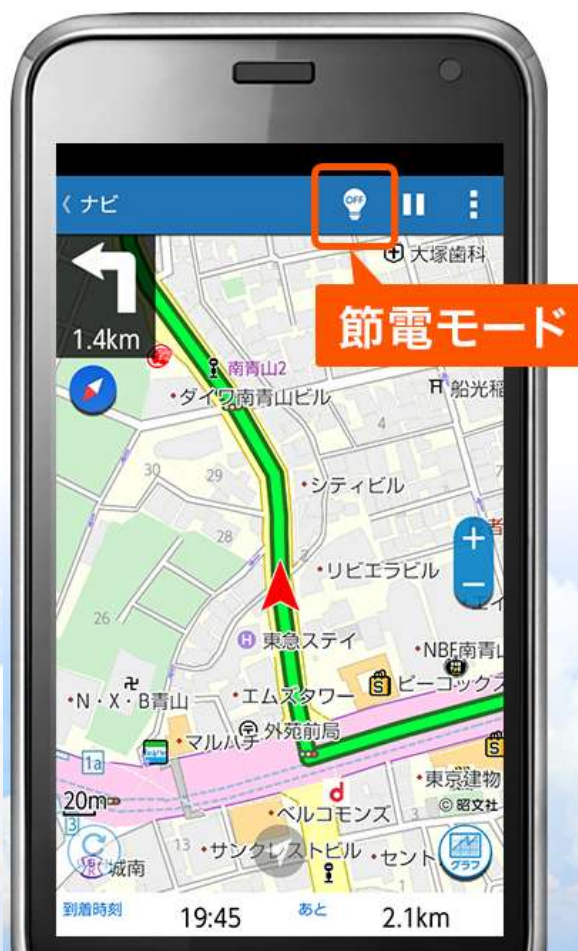 〈 ナビ
OFF
大塚歯科
節電モード
1.4km
南青山2
ダイワ南青山ビル
船光稲
4
30
29
シティビル
28
リビエラビル
26
東急ステイ
NBF南青山
ピーコックス
N・X・B青山
エムズタワー
外苑前局
マルハチ
1a
東京建物
20m
©昭文社
ベルコモンズ
3
城南
13
サンクレストビル
セント
グラフ
到着時刻
19:45
あと
2.1km